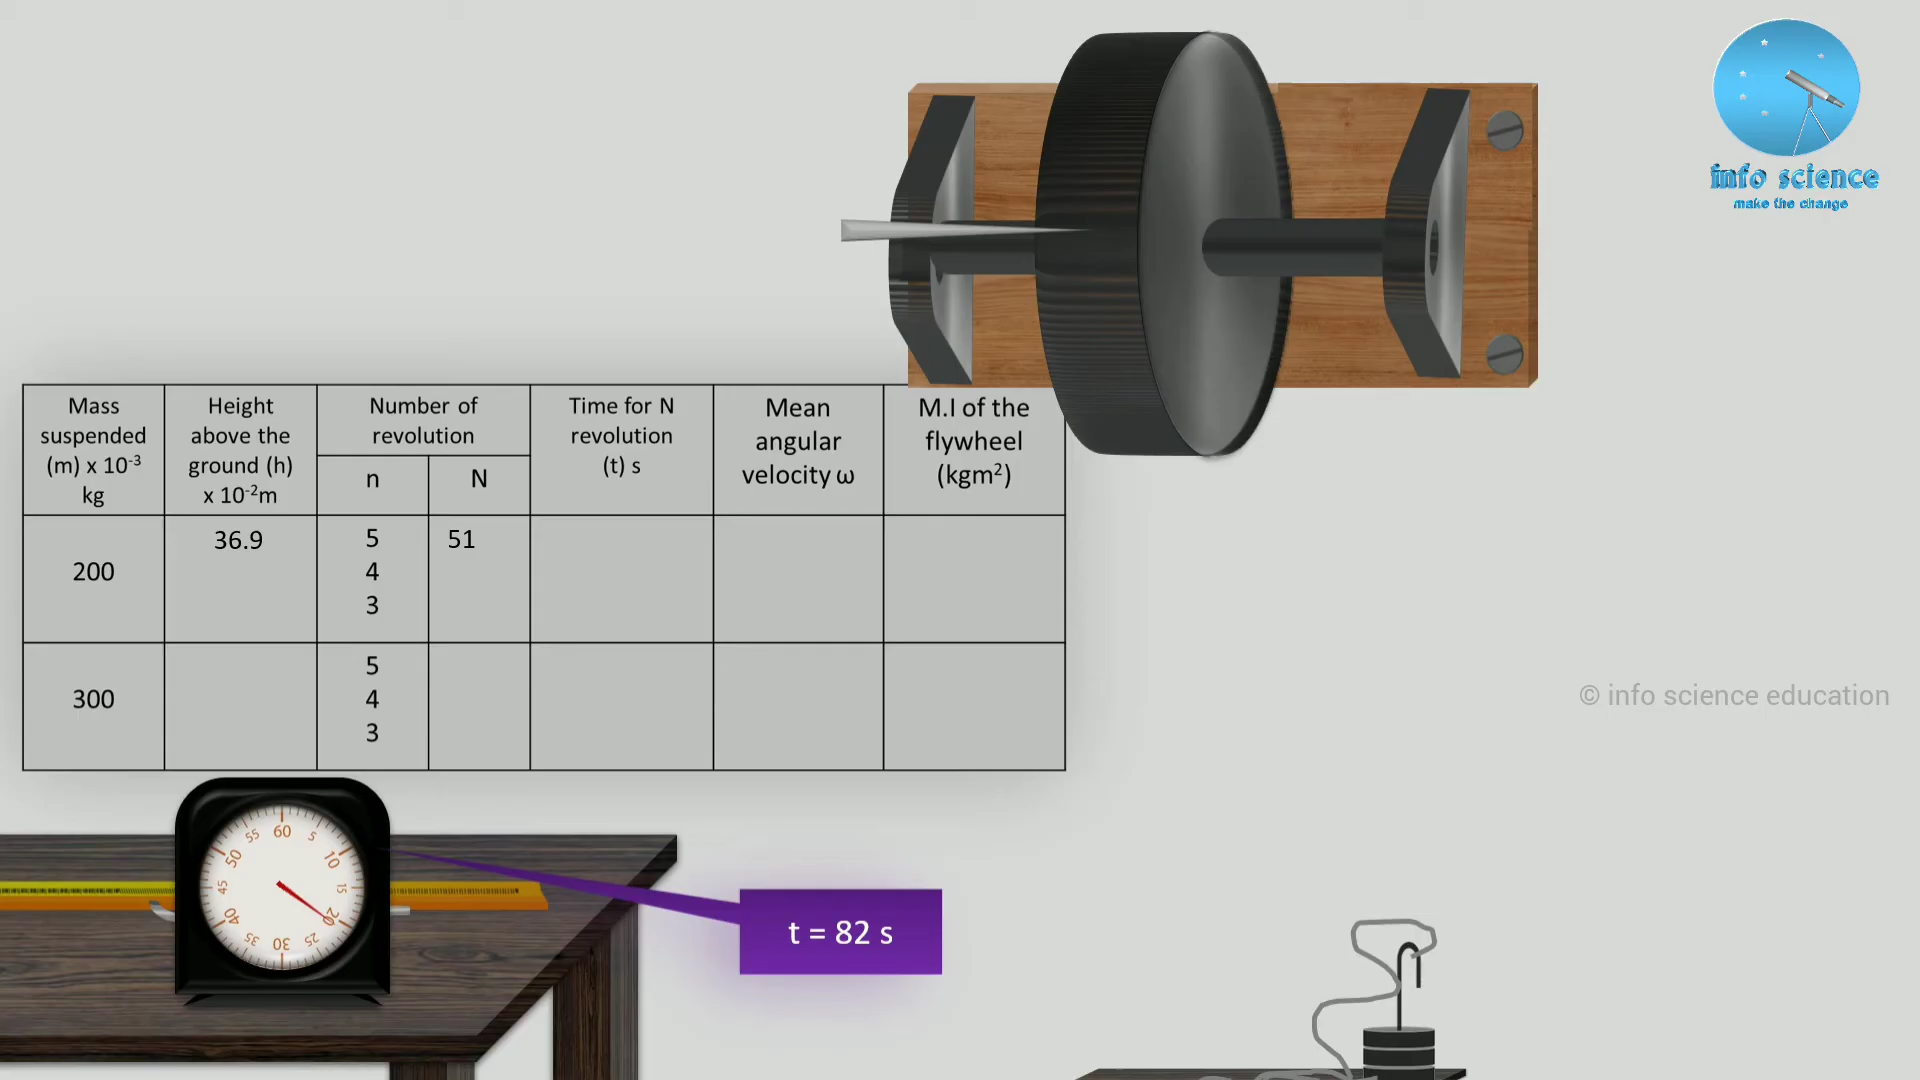 info science
make the change
Mass
suspended
(m) x 10⁻³
kg
Height
above the
ground (h)
x 10⁻²m
Number of
revolution
n
N
Time for N
revolution
(t) s
Mean
angular
velocity ω
M.I of the
flywheel
(kgm²)
200
36.9
5
4
3
51
300
5
4
3
© info science education
60
5
10
15
20
25
30
35
40
45
50
55
t = 82 s